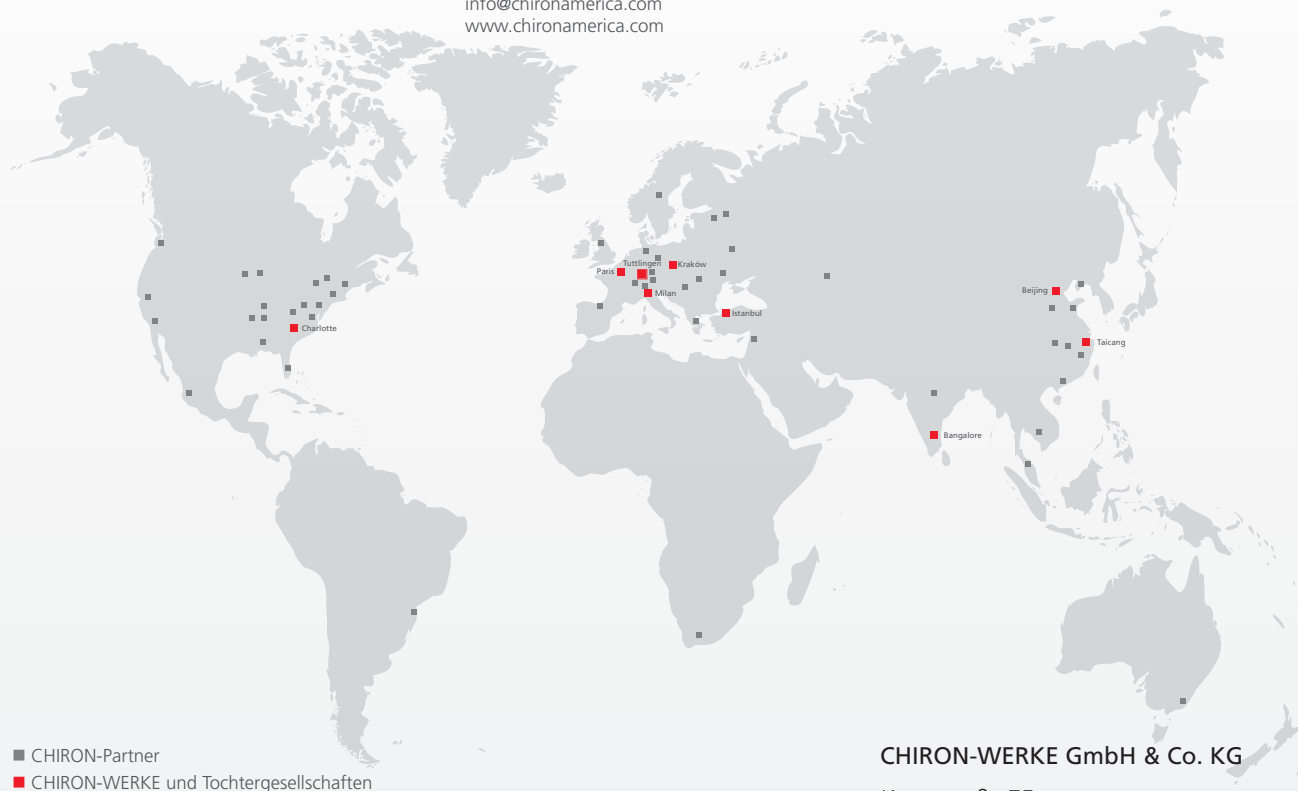 info@chironamerica.com
www.chironamerica.com
Tuttlingen
Kraków
Paris
Milan
Istanbul
Charlotte
Beijing
Taicang
Bangalore
CHIRON-Partner
CHIRON-WERKE und Tochtergesellschaften
CHIRON-WERKE GmbH & Co. KG
75